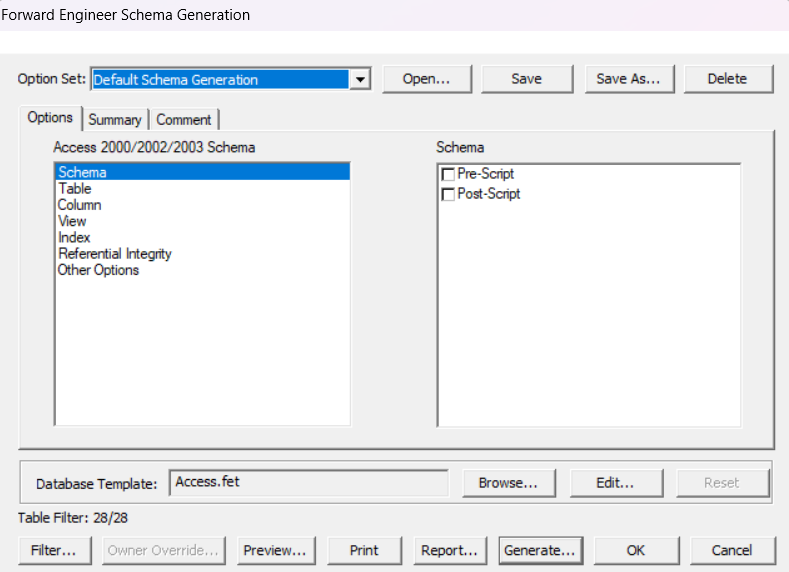 Forward Engineer Schema Generation
Option Set: Default Schema Generation Open... Save Save As... Delete
Options Summary Comment
Access 2000/2002/2003 Schema Schema
Schema Pre-Script
Table Post-Script
Column
View
Index
Referential Integrity
Other Options
Database Template: Access.fet Browse... Edit... Reset
Table Filter: 28/28
Filter... Owner Override... Preview... Print Report... Generate... OK Cancel